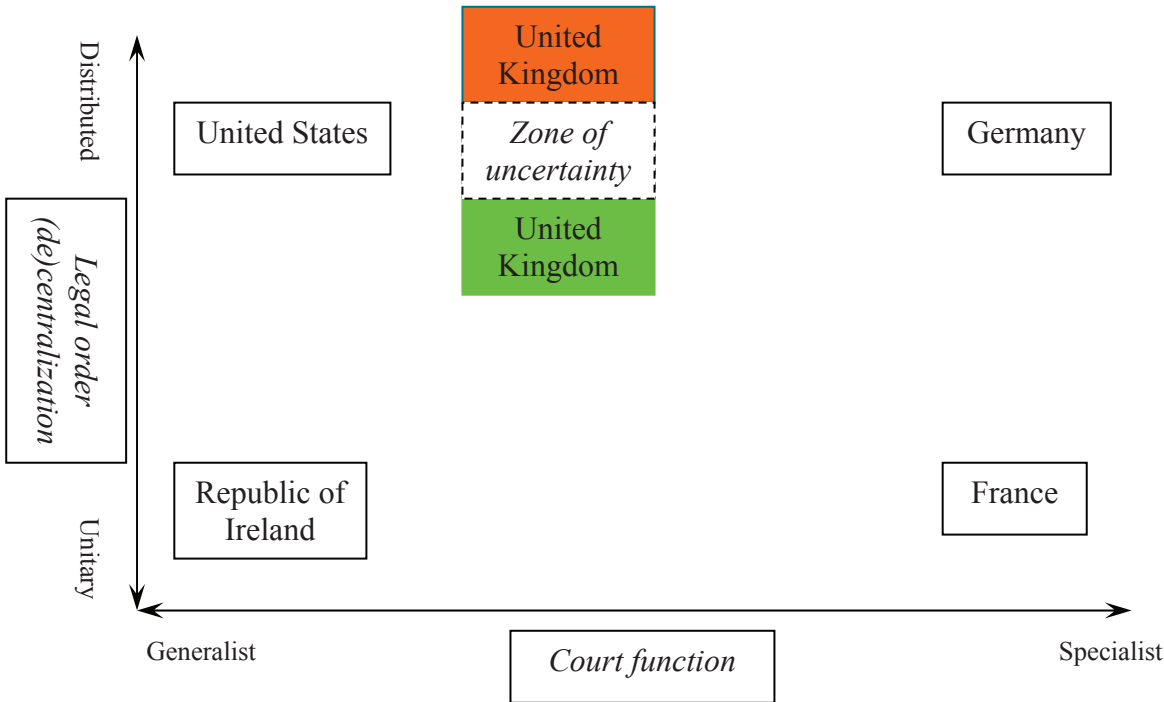 Distributed
United
Kingdom
United States
Zone of
uncertainty
Germany
United
Kingdom
Legal order
(de)centralization
Republic of
Ireland
France
Unitary
Generalist
Court function
Specialist